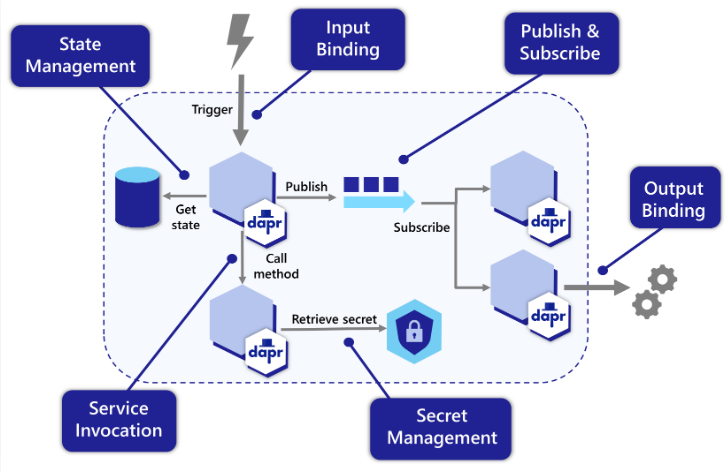 State
Management
Input
Binding
Publish &
Subscribe
Trigger
Output
Binding
Get
state
Publish
Subscribe
dapr
dapr
Call
method
dapr
dapr
Retrieve secret
Service
Invocation
Secret
Management